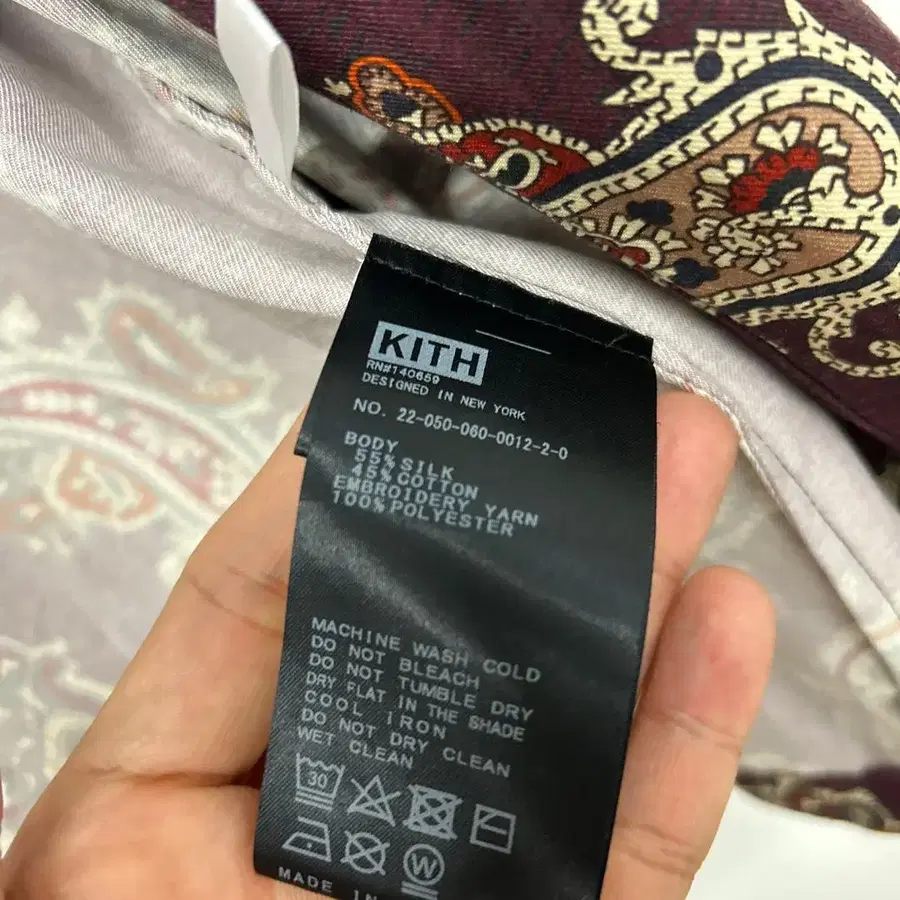 KITH
RN#140659
DESIGNED IN NEW YORK
NO. 22-050-060-0012-2-0
BODY
55% SILK
45% COTTON
EMBROIDERY YARN
100% POLYESTER
MACHINE WASH COLD
DO NOT BLEACH
DO NOT TUMBLE DRY
DRY FLAT IN THE SHADE
COOL IRON
DO NOT DRY CLEAN
WET CLEAN
30
W
MADE IN